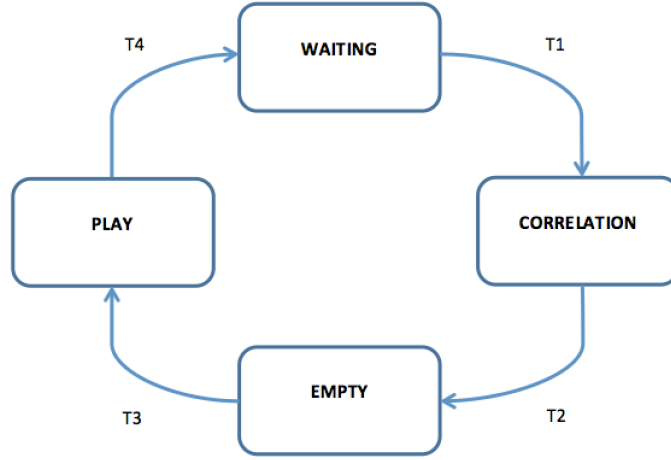 T4
WAITING
T1
PLAY
CORRELATION
T3
EMPTY
T2